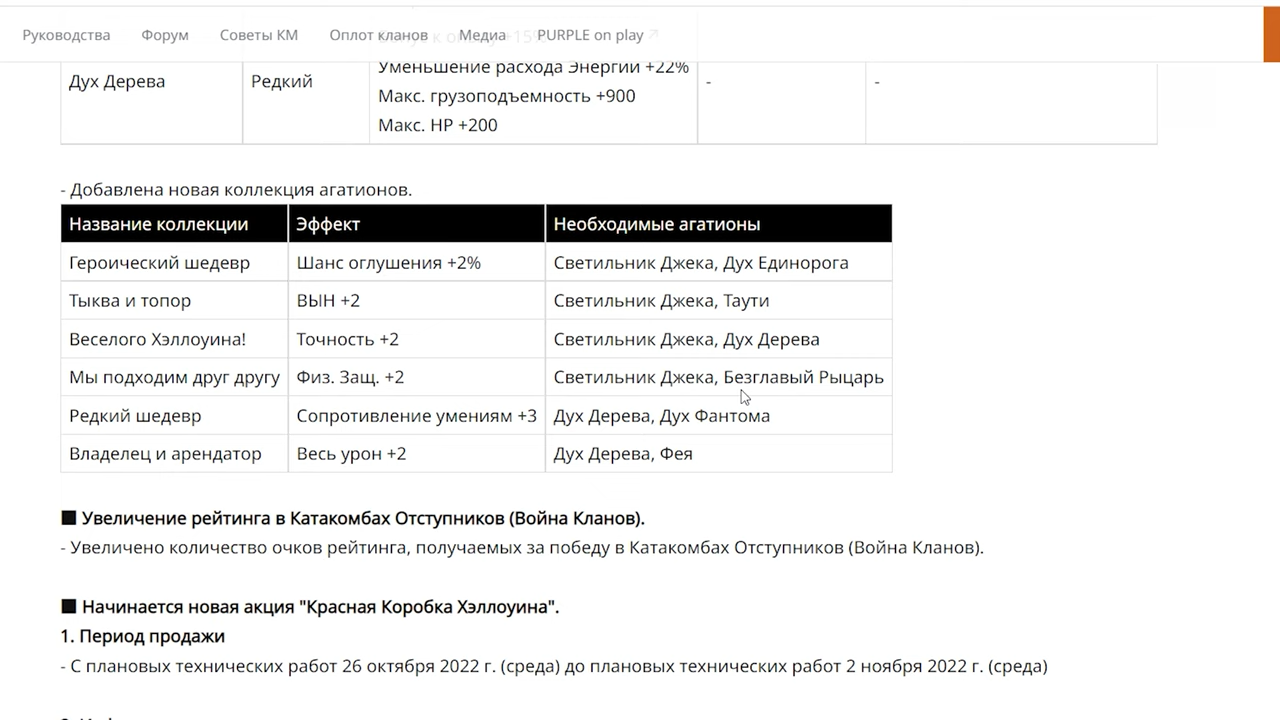 Руководства Форум Советы КМ Оплот кланов Медиа PURPLE on play
Уменьшение расхода Энергии +22%
Дух Дерева Редкий - -
Макс. грузоподъемность +900
Макс. HP +200
- Добавлена новая коллекция агатионов.
Название коллекции Эффект Необходимые агатионы
Героический шедевр Шанс оглушения +2% Светильник Джека, Дух Единорога
Тыква и топор ВЫН +2 Светильник Джека, Таути
Веселого Хэллоуина! Точность +2 Светильник Джека, Дух Дерева
Мы подходим друг другу Физ. Защ. +2 Светильник Джека, Безглавый Рыцарь
Редкий шедевр Сопротивление умениям +3 Дух Дерева, Дух Фантома
Владелец и арендатор Весь урон +2 Дух Дерева, Фея
■ Увеличение рейтинга в Катакомбах Отступников (Война Кланов).
- Увеличено количество очков рейтинга, получаемых за победу в Катакомбах Отступников (Война Кланов).
■ Начинается новая акция "Красная Коробка Хэллоуина".
1. Период продажи
- С плановых технических работ 26 октября 2022 г. (среда) до плановых технических работ 2 ноября 2022 г. (среда)